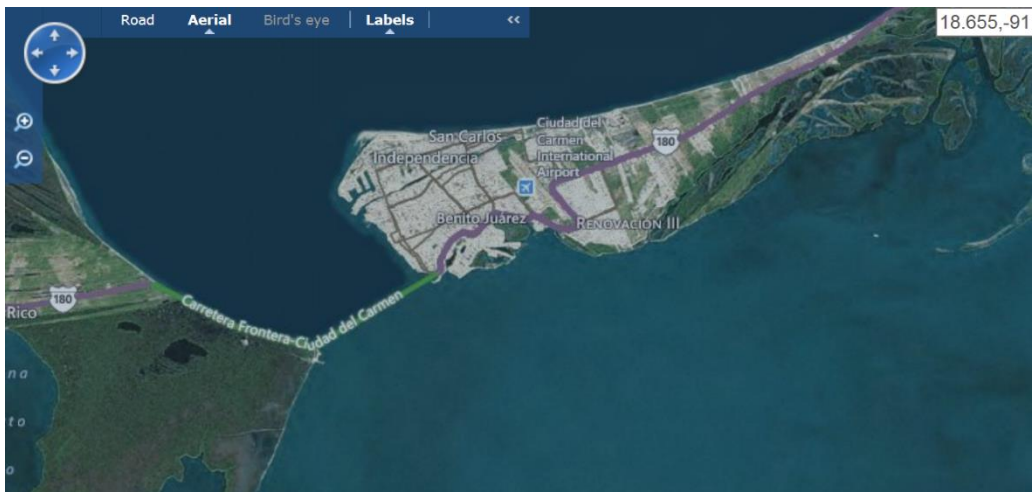 Road Aerial Bird's eye Labels <<
18.655,-91
Ciudad del
Carmen
International
Airport
San Carlos
Independencia
180
Benito Juárez
RENOVACIÓN III
180
Rico
Carretera Frontera-Ciudad del Carmen
n a
t o
o